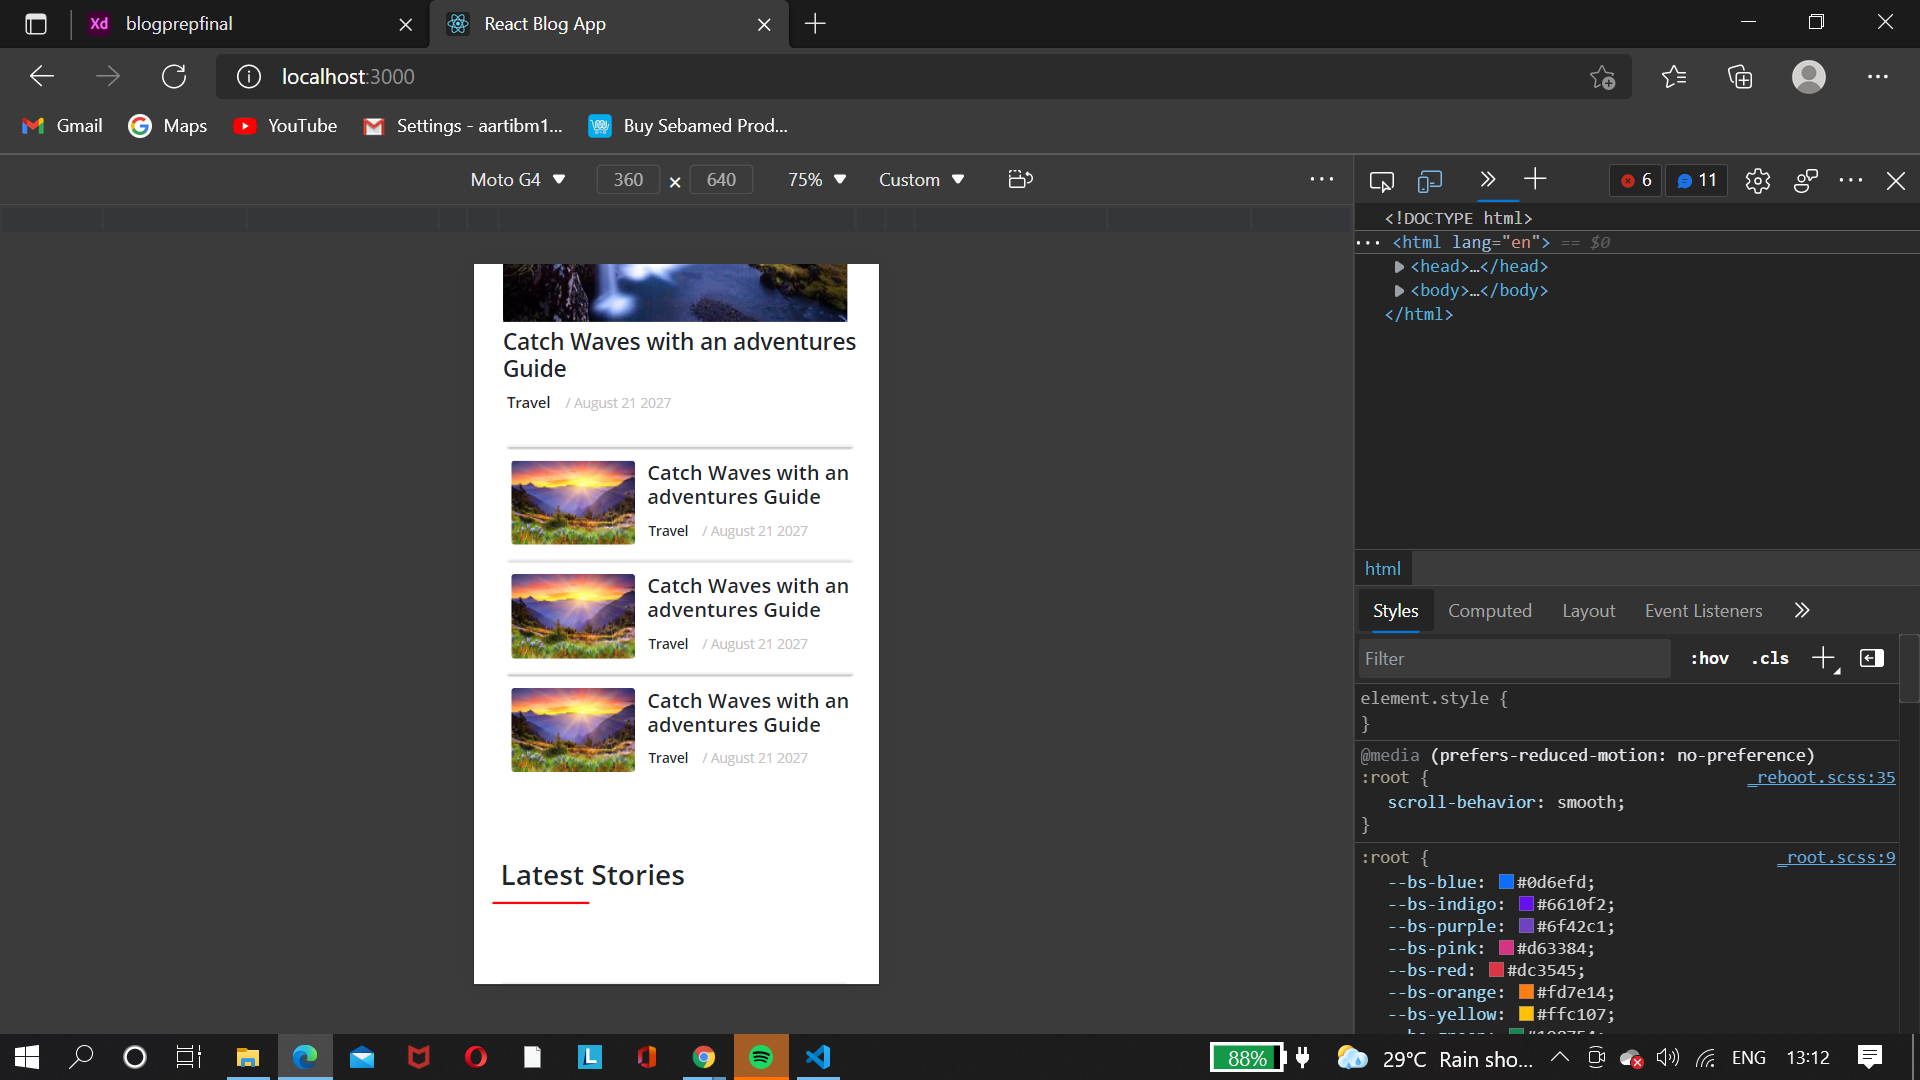 Xd blogprepfinal
React Blog App
localhost:3000
Gmail
Maps
YouTube
Settings - aartibm1...
Buy Sebamed Prod...
Moto G4
360 × 640
75%
Custom
6
11
<!DOCTYPE html>
<html lang="en"> == $0
<head>…</head>
<body>…</body>
</html>
Catch Waves with an adventures
Guide
Travel / August 21 2027
Catch Waves with an
adventures Guide
Travel / August 21 2027
Catch Waves with an
adventures Guide
Travel / August 21 2027
Catch Waves with an
adventures Guide
Travel / August 21 2027
Latest Stories
html
Styles Computed Layout Event Listeners
Filter :hov .cls
element.style {
}
@media (prefers-reduced-motion: no-preference)
:root { _reboot.scss:35
scroll-behavior: smooth;
}
:root { _root.scss:9
--bs-blue: #0d6efd;
--bs-indigo: #6610f2;
--bs-purple: #6f42c1;
--bs-pink: #d63384;
--bs-red: #dc3545;
--bs-orange: #fd7e14;
--bs-yellow: #ffc107;
L
88%
29°C Rain sho...
ENG
13:12